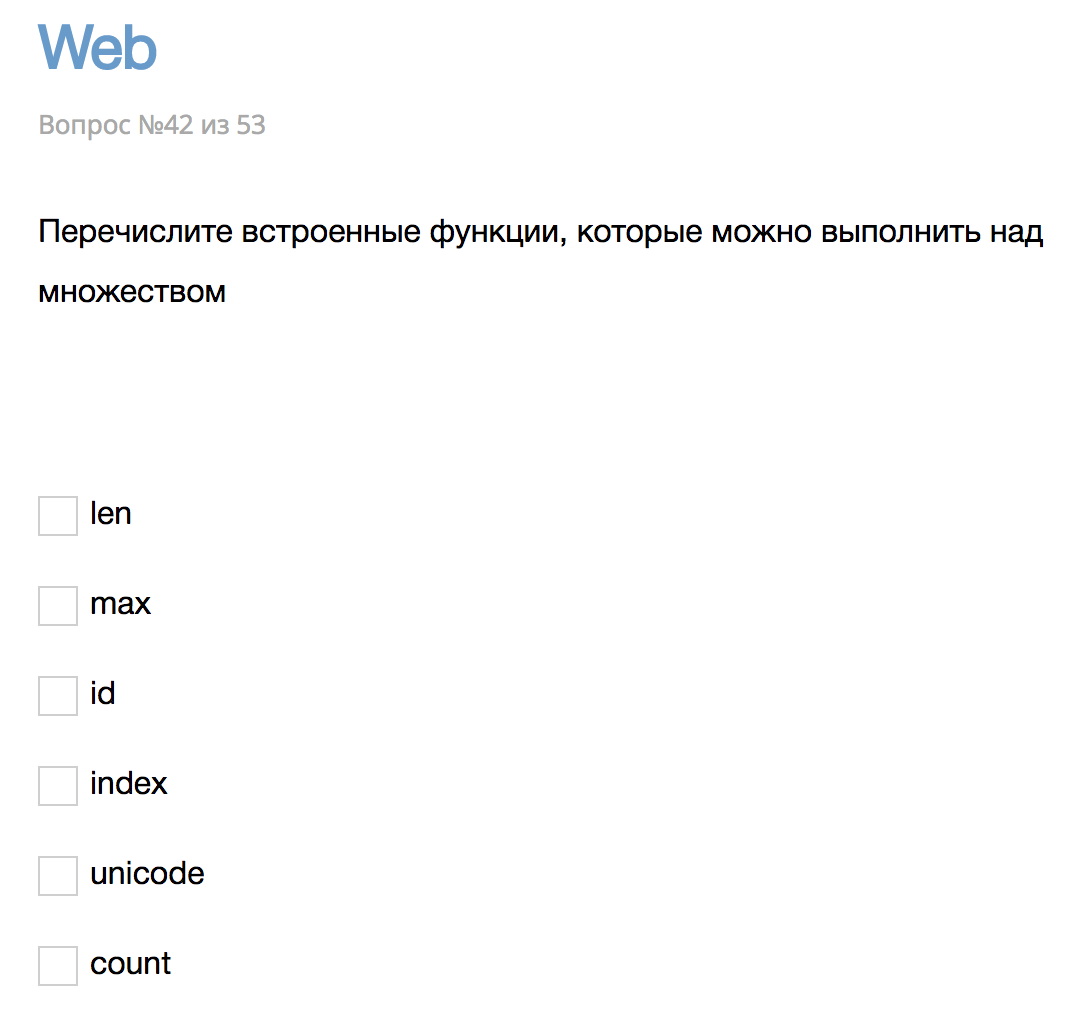 Web
Вопрос №42 из 53
Перечислите встроенные функции, которые можно выполнить над
множеством
len
max
id
index
unicode
count